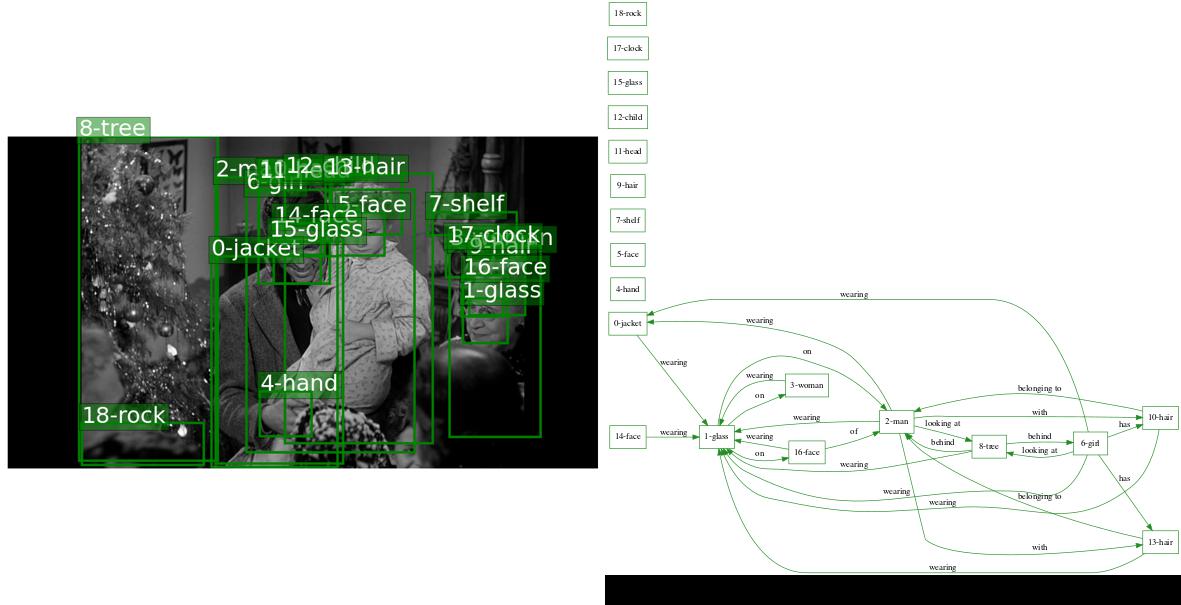 8-tree
12-child
13-hair
6-girl
5-face
14-face
15-glass
0-jacket
7-shelf
17-clock
9-hair
16-face
1-glass
4-hand
18-rock
18-rock
17-clock
15-glass
12-child
11-head
9-hair
7-shelf
5-face
4-hand
wearing
0-jacket
wearing
wearing
on
wearing
3-woman
on
belonging to
with
10-hair
14-face
wearing
1-glass
wearing
2-man
looking at
has
wearing
of
behind
8-tree
behind
6-girl
on
16-face
looking at
wearing
has
wearing
belonging to
wearing
with
13-hair
wearing